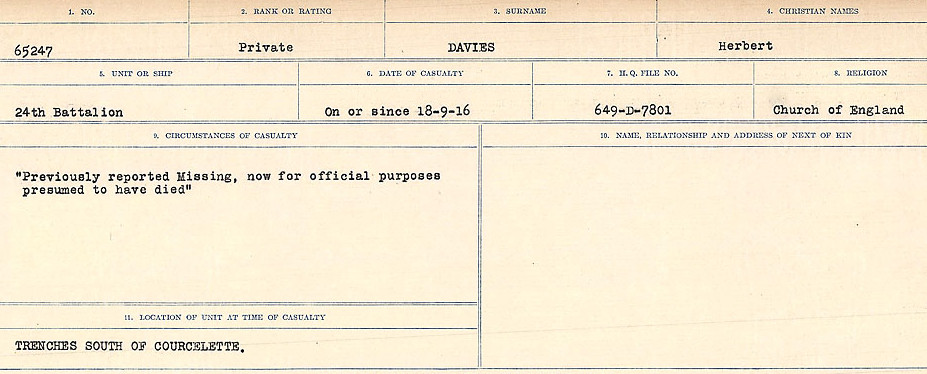 1. NO.
2. RANK OR RATING
3. SURNAME
4. CHRISTIAN NAMES
65247
Private
DAVIES
Herbert
5. UNIT OR SHIP
6. DATE OF CASUALTY
7. H.Q. FILE NO.
8. RELIGION
24th Battalion
On or since 18-9-16
649-D-7801
Church of England
9. CIRCUMSTANCES OF CASUALTY
10. NAME, RELATIONSHIP AND ADDRESS OF NEXT OF KIN
"Previously reported Missing, now for official purposes
presumed to have died"
11. LOCATION OF UNIT AT TIME OF CASUALTY
TRENCHES SOUTH OF COURCELETTE.